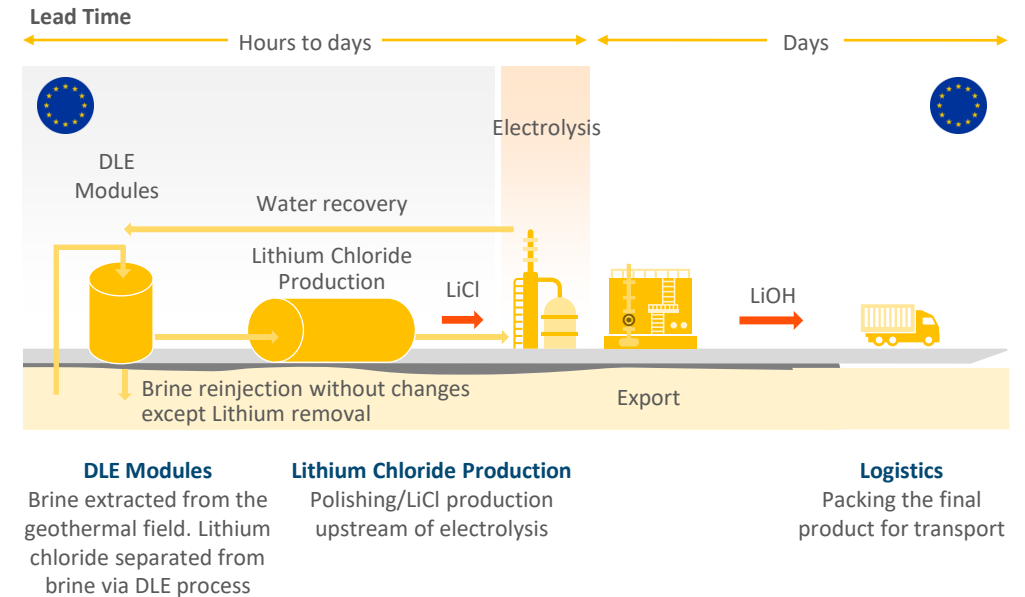 Lead Time
Hours to days
Days
Electrolysis
DLE
Modules
Water recovery
Lithium Chloride
Production
LiCl
LiOH
Brine reinjection without changes
except Lithium removal
Export
DLE Modules
Brine extracted from the
geothermal field. Lithium
chloride separated from
brine via DLE process
Lithium Chloride Production
Polishing/LiCl production
upstream of electrolysis
Logistics
Packing the final
product for transport